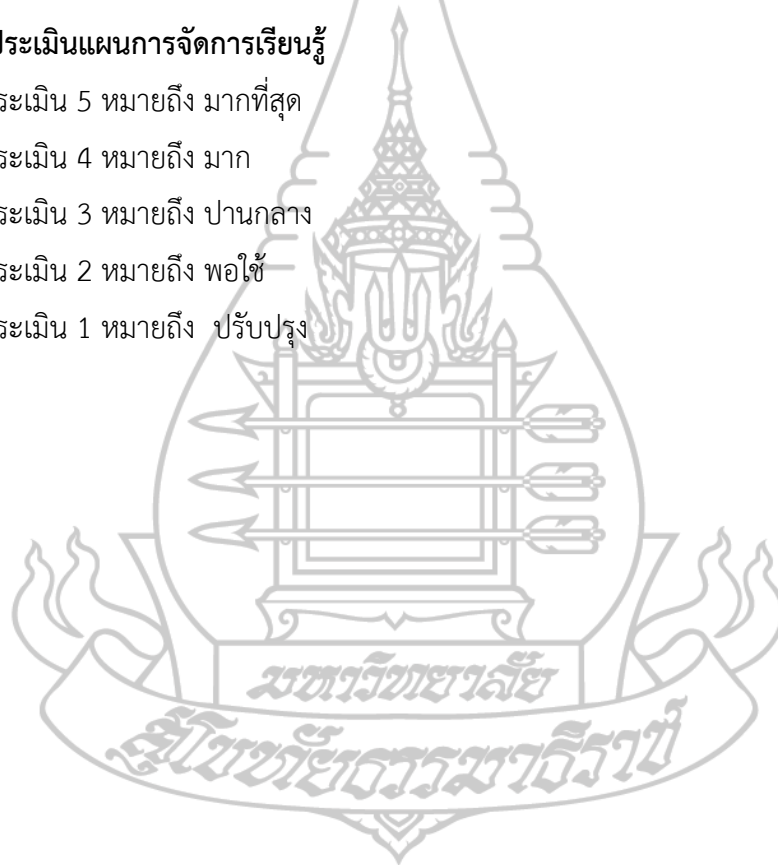 ประเมินแผนการจัดการเรียนรู้
ระเมิน 5 หมายถึง มากที่สุด
ระเมิน 4 หมายถึง มาก
ระเมิน 3 หมายถึง ปานกลาง
ระเมิน 2 หมายถึง พอใช้
ระเมิน 1 หมายถึง ปรับปรุง
มหาวิทยาลัย
สุโขทัยธรรมาธิราช